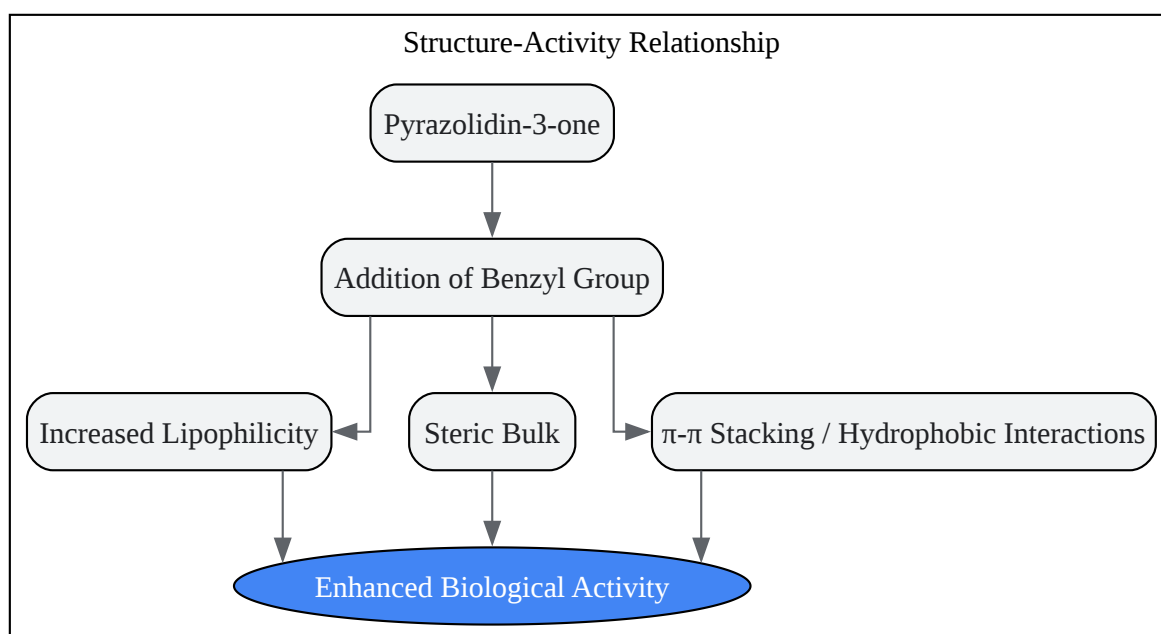 Structure-Activity Relationship
Pyrazolidin-3-one
Addition of Benzyl Group
Increased Lipophilicity
Steric Bulk
π-π Stacking / Hydrophobic Interactions
Enhanced Biological Activity